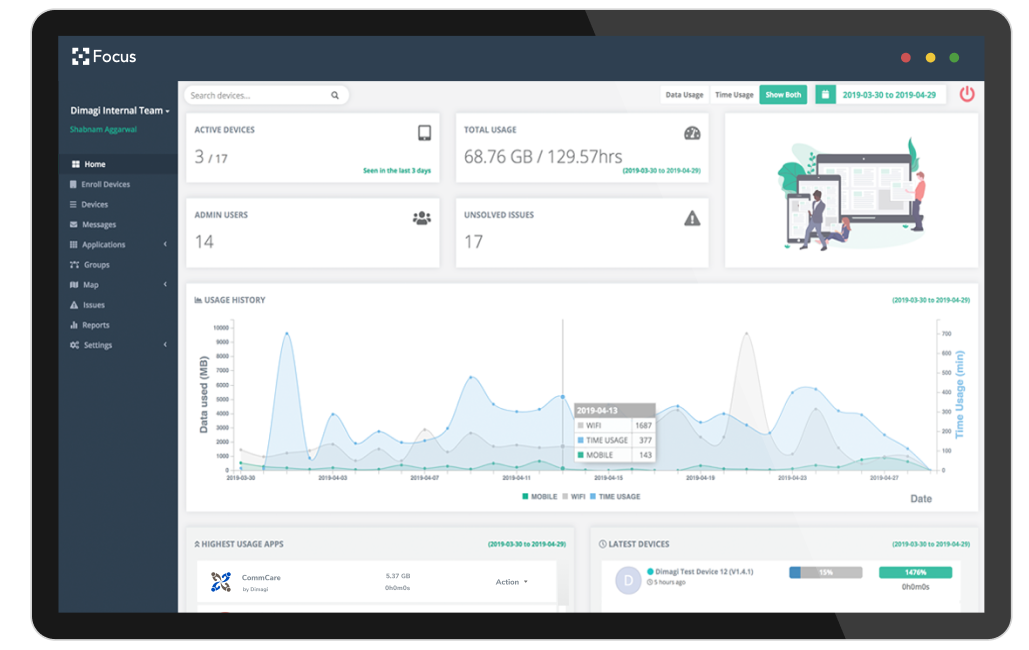 Focus
Dimagi Internal Team
Shabnam Aggarwal
Home
Enroll Devices
Devices
Messages
Applications
Groups
Map
Issues
Reports
Settings
Search devices...
Data Usage Time Usage Show Both 2019-03-30 to 2019-04-29
ACTIVE DEVICES
3 / 17
Seen in the last 3 days
TOTAL USAGE
68.76 GB / 129.57hrs
(2019-03-30 to 2019-04-29)
ADMIN USERS
14
UNSOLVED ISSUES
17
USAGE HISTORY
(2019-03-30 to 2019-04-29)
Data used (MB)
10000
9000
8000
7000
6000
5000
4000
3000
2000
1000
0
700
600
500
400
300
200
100
0
Time Usage (min)
2019-04-13
WIFI 1687
TIME USAGE 377
MOBILE 143
2019-03-30 2019-04-03 2019-04-07 2019-04-11 2019-04-15 2019-04-19 2019-04-23 2019-04-27
MOBILE WIFI TIME USAGE
Date
HIGHEST USAGE APPS
(2019-03-30 to 2019-04-29)
CommCare
by Dimagi
5.37 GB
0h0m0s
Action
LATEST DEVICES
(2019-03-30 to 2019-04-29)
D
Dimagi Test Device 12 (V1.4.1)
5 hours ago
15%
1476%
0h0m0s